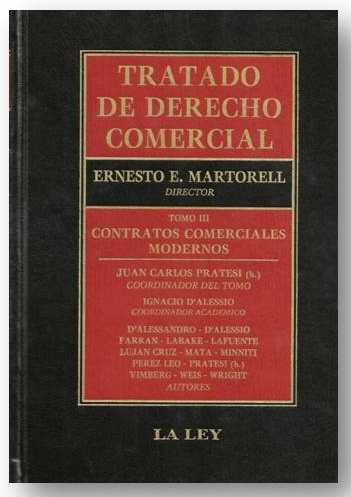 TRATADO
DE DERECHO
COMERCIAL
ERNESTO E. MARTORELL
DIRECTOR
TOMO III
CONTRATOS COMERCIALES
MODERNOS
JUAN CARLOS PRATESI (h.)
COORDINADOR DEL TOMO
IGNACIO D'ALESSIO
COORDINADOR ACADEMICO
D'ALESSANDRO - D'ALESSIO
FARRAN - LABAKE - LAFUENTE
LUJAN CRUZ - MATA - MINNITI
PEREZ LEO - PRATESI (h.)
VIMBERG - WEIS - WRIGHT
AUTORES
LA LEY